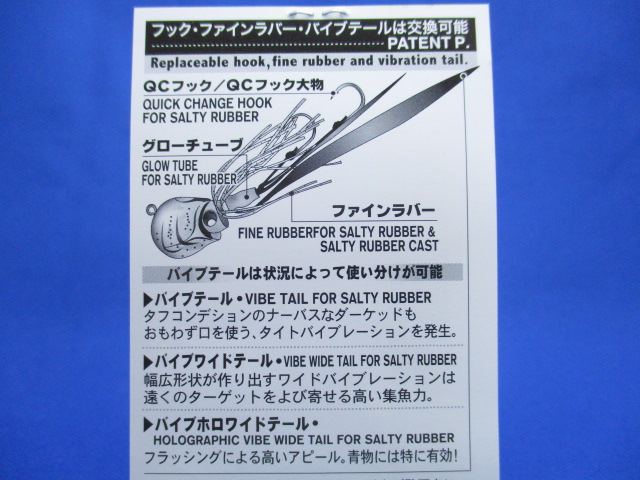 フック・ファインラバー・バイブテールは交換可能
PATENT P.
Replaceable hook,fine rubber and vibration tail.
QCフック／QCフック大物
QUICK CHANGE HOOK
FOR SALTY RUBBER
グローチューブ
GLOW TUBE
FOR SALTY RUBBER
ファインラバー
FINE RUBBERFOR SALTY RUBBER &
SALTY RUBBER CAST
バイブテールは状況によって使い分けが可能
▶バイブテール・VIBE TAIL FOR SALTY RUBBER
タフコンデションのナーバスなダーケッドも
おもわず口を使う、タイトバイブレーションを発生。
▶バイブワイドテール・VIBE WIDE TAIL FOR SALTY RUBBER
幅広形状が作り出すワイドバイブレーションは
遠くのターゲットをよび寄せる高い集魚力。
▶バイブホロワイドテール・
HOLOGRAPHIC VIBE WIDE TAIL FOR SALTY RUBBER
フラッシングによる高いアピール。青物には特に有効!